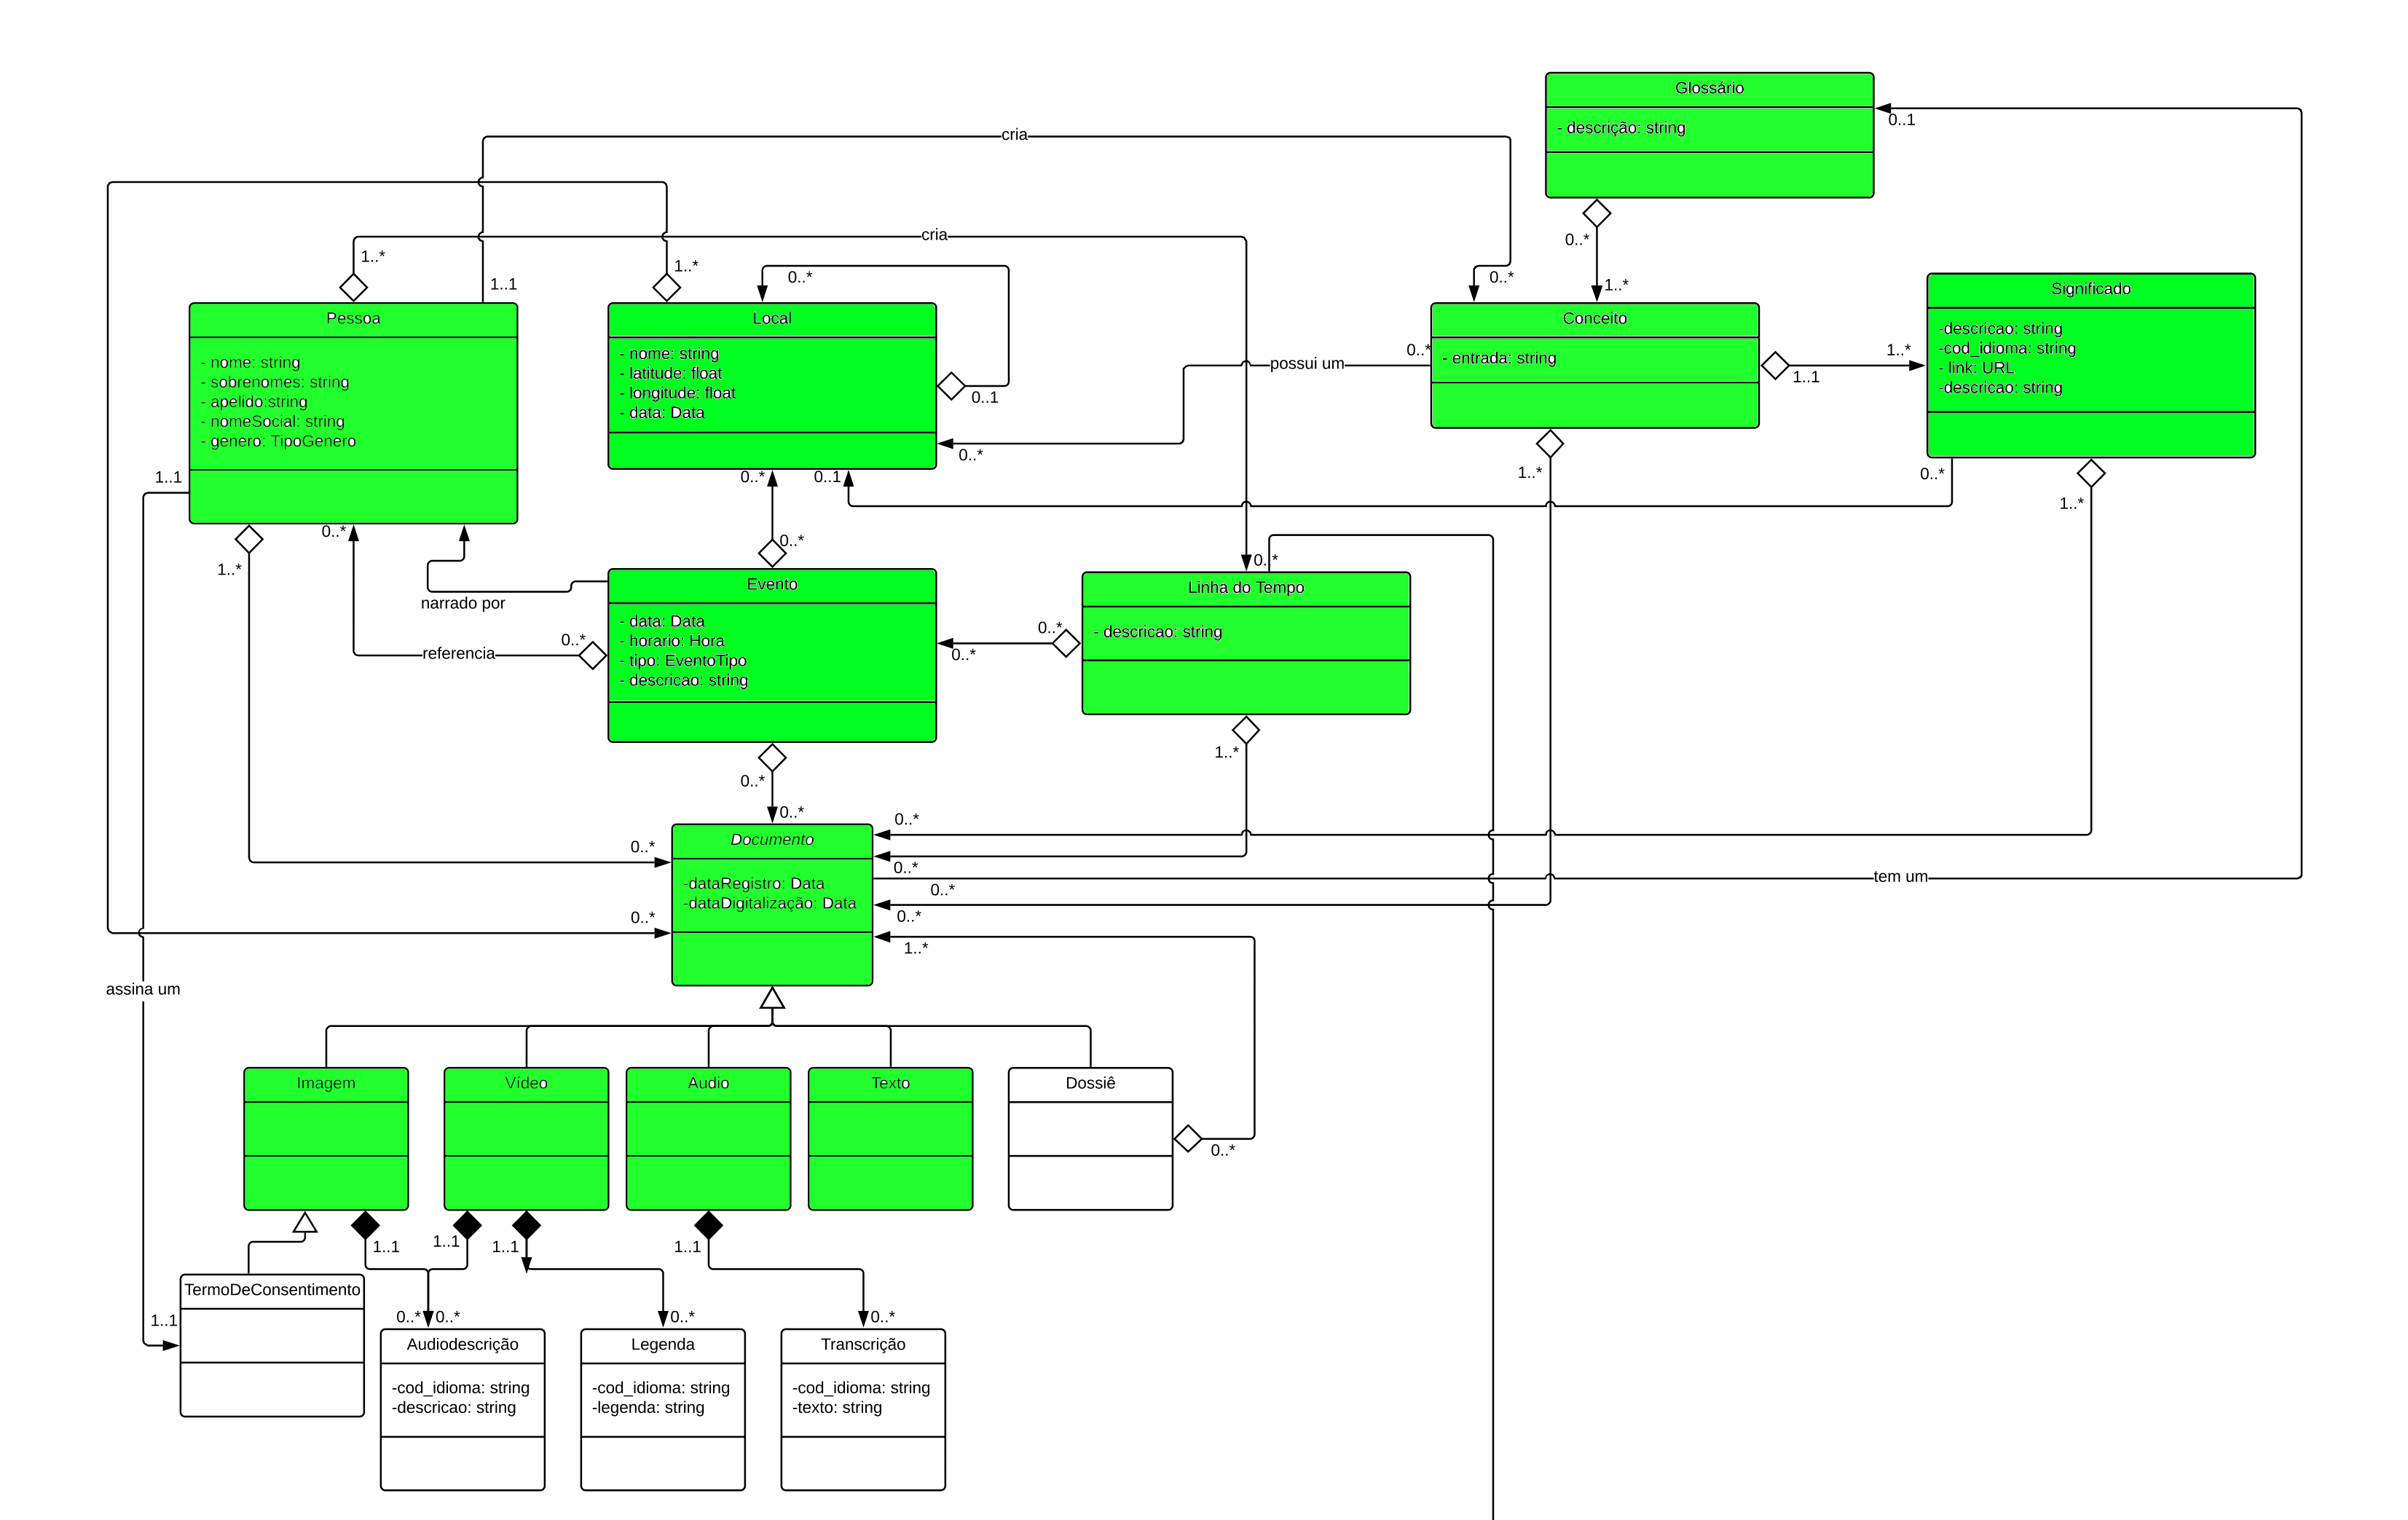 Glossário
- descrição: string
0..1
cria
0..*
cria
1..*
1..*
1..1
0..*
0..*
1..*
Pessoa
- nome: string
- sobrenomes: string
- apelido:string
- nomeSocial: string
- genero: TipoGenero
Local
- nome: string
- latitude: float
- longitude: float
- data: Data
0..1
possui um
0..*
0..*
Conceito
- entrada: string
1..1
1..*
Significado
-descricao: string
-cod_idioma: string
- link: URL
-descricao: string
1..1
0..*
0..*
0..1
1..*
0..*
1..*
1..*
0..*
0..*
narrado por
referencia
0..*
Evento
- data: Data
- horario: Hora
- tipo: EventoTipo
- descricao: string
0..*
0..*
Linha do Tempo
- descricao: string
1..*
0..*
0..*
0..*
0..*
0..*
Documento
-dataRegistro: Data
-dataDigitalização: Data
0..*
0..*
tem um
0..*
0..*
1..*
assina um
Imagem
Vídeo
Audio
Texto
Dossiê
0..*
1..1
1..1
1..1
1..1
TermoDeConsentimento
1..1
0..*
0..*
0..*
0..*
Audiodescrição
-cod_idioma: string
-descricao: string
Legenda
-cod_idioma: string
-legenda: string
Transcrição
-cod_idioma: string
-texto: string